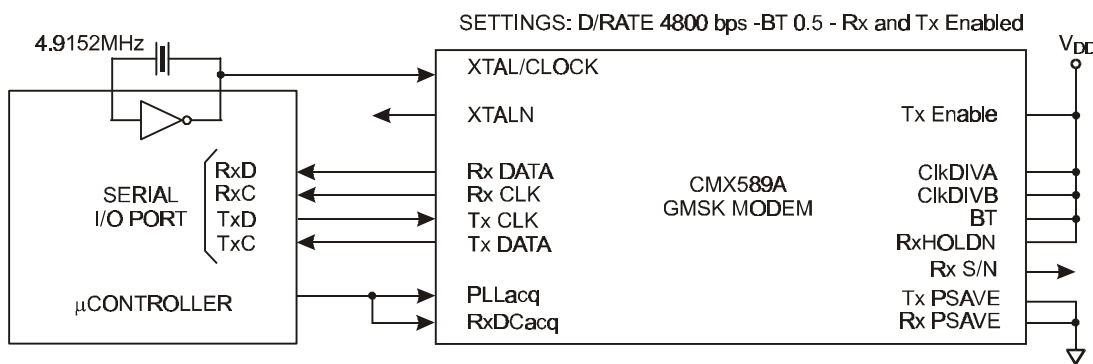 SETTINGS: D/RATE 4800 bps -BT 0.5 - Rx and Tx Enabled
4.9152MHz
VDD
XTAL/CLOCK
XTALN
Tx Enable
RxD
RxC
TxD
TxC
SERIAL
I/O PORT
Rx DATA
Rx CLK
Tx CLK
Tx DATA
CMX589A
GMSK MODEM
ClkDIVA
ClkDIVB
BT
RxHOLDN
Rx S/N
μCONTROLLER
PLLacq
RxDCacq
Tx PSAVE
Rx PSAVE